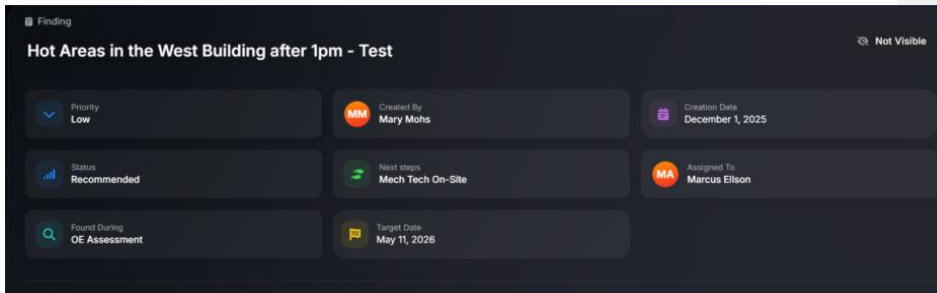 Finding
Hot Areas in the West Building after 1pm - Test
Not Visible
Priority
Low
MM
Created By
Mary Mohs
Creation Date
December 1, 2025
Status
Recommended
Next steps
Mech Tech On-Site
MA
Assigned To
Marcus Ellson
Found During
OE Assessment
Target Date
May 11, 2026